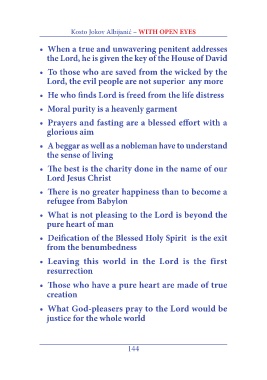 Kosto Jokov Albijanić – WITH OPEN EYES
• When a true and unwavering penitent addresses
the Lord, he is given the key of the House of David
• To those who are saved from the wicked by the
Lord, the evil people are not superior any more
• He who finds Lord is freed from the life distress
• Moral purity is a heavenly garment
• Prayers and fasting are a blessed effort with a
glorious aim
• A beggar as well as a nobleman have to understand
the sense of living
• The best is the charity done in the name of our
Lord Jesus Christ
• There is no greater happiness than to become a
refugee from Babylon
• What is not pleasing to the Lord is beyond the
pure heart of man
• Deification of the Blessed Holy Spirit is the exit
from the benumbedness
• Leaving this world in the Lord is the first
resurrection
• Those who have a pure heart are made of true
creation
• What God-pleasers pray to the Lord would be
justice for the whole world
144